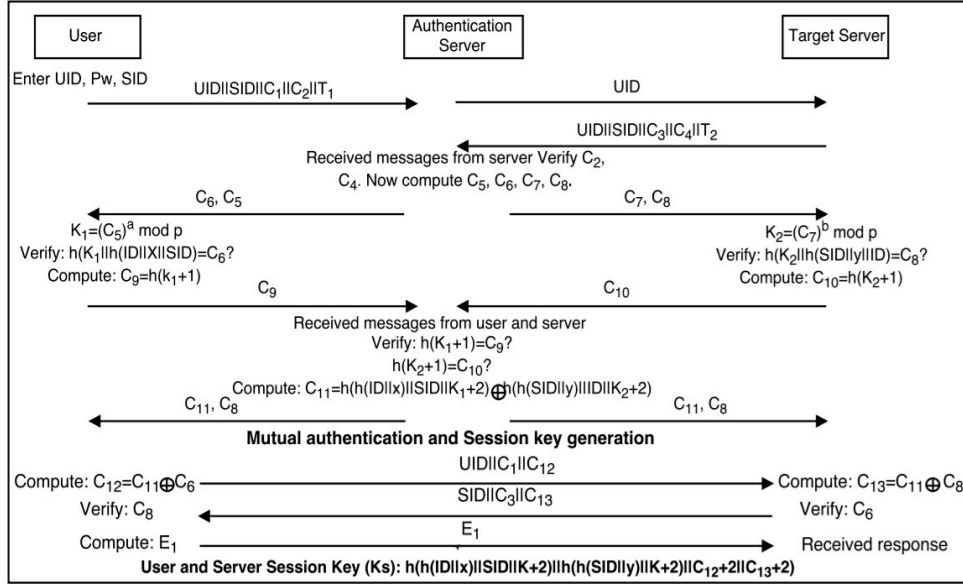 User
Authentication
Server
Target Server
Enter UID, Pw, SID
UID||SID||C₁||C₂||T₁
UID
UID||SID||C₃||C₄||T₂
Received messages from server Verify C₂,
C₄. Now compute C₅, C₆, C₇, C₈.
C₆, C₅
C₇, C₈
K₁=(C₅)ᵃ mod p
Verify: h(K₁||h(ID||X||SID)=C₆?
Compute: C₉=h(k₁+1)
K₂=(C₇)ᵇ mod p
Verify: h(K₂||h(SID||y||ID)=C₈?
Compute: C₁₀=h(K₂+1)
C₉
C₁₀
Received messages from user and server
Verify: h(K₁+1)=C₉?
h(K₂+1)=C₁₀?
Compute: C₁₁=h(h(ID||x)||SID||K₁+2)⊕h(h(SID||y)||ID||K₂+2)
C₁₁, C₈
C₁₁, C₈
Mutual authentication and Session key generation
UID||C₁||C₁₂
Compute: C₁₂=C₁₁⊕C₆
Compute: C₁₃=C₁₁⊕C₈
SID||C₃||C₁₃
Verify: C₈
Verify: C₆
E₁
Compute: E₁
Received response
User and Server Session Key (Ks): h(h(ID||x)||SID||K+2)||h(h(SID||y)||K+2)||C₁₂+2||C₁₃+2)